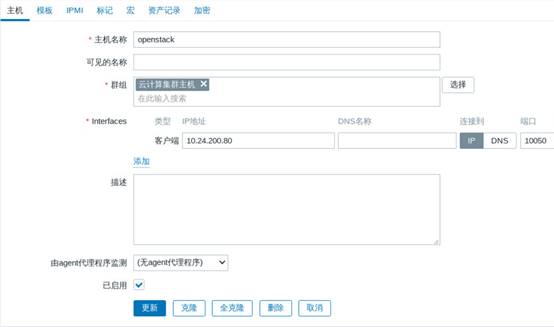 主机 模板 IPMI 标记 宏 资产记录 加密
* 主机名称 openstack
可见的名称
* 群组 云计算集群主机 ✕ 选择
在此输入搜索
* Interfaces 类型 IP地址 DNS名称 连接到 端口
客户端 10.24.200.80 IP DNS 10050
添加
描述
由agent代理程序监测 (无agent代理程序)
已启用
更新 克隆 全克隆 删除 取消